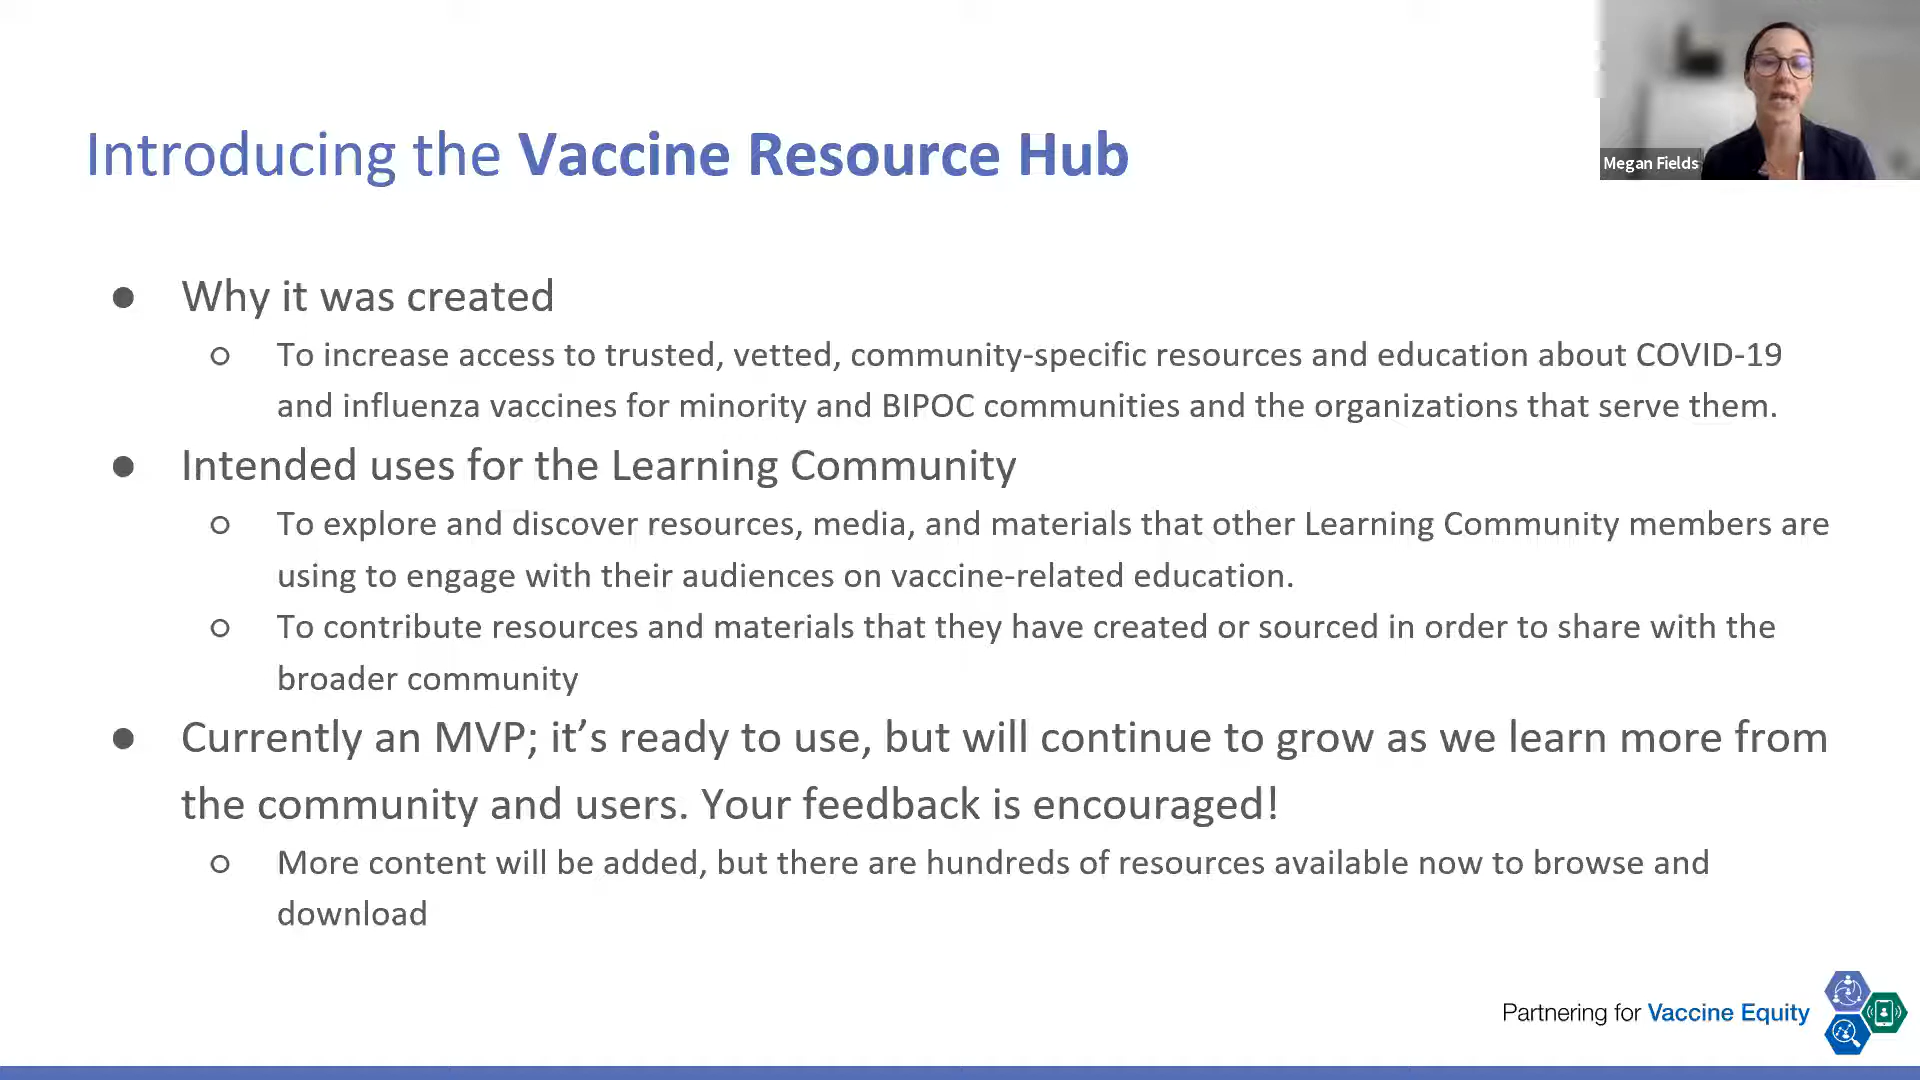 Introducing the Vaccine Resource Hub
Megan Fields
● Why it was created
○ To increase access to trusted, vetted, community-specific resources and education about COVID-19
and influenza vaccines for minority and BIPOC communities and the organizations that serve them.
● Intended uses for the Learning Community
○ To explore and discover resources, media, and materials that other Learning Community members are
using to engage with their audiences on vaccine-related education.
○ To contribute resources and materials that they have created or sourced in order to share with the
broader community
● Currently an MVP; it’s ready to use, but will continue to grow as we learn more from
the community and users. Your feedback is encouraged!
○ More content will be added, but there are hundreds of resources available now to browse and
download
Partnering for Vaccine Equity